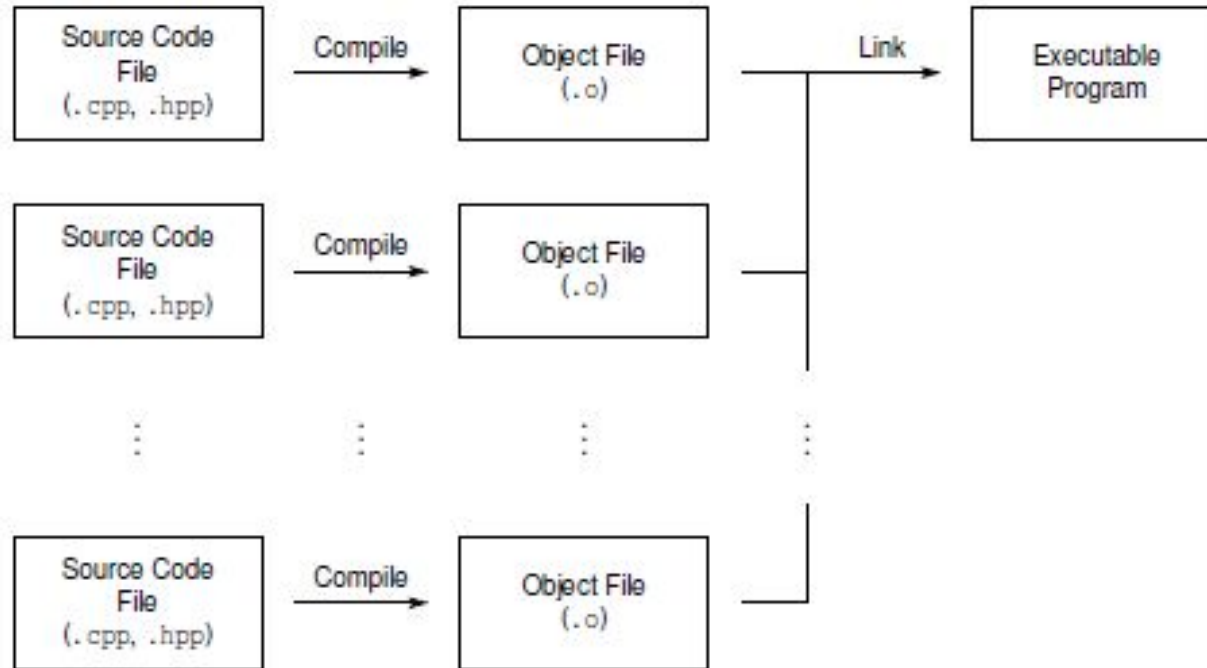 Source Code
File
(.cpp, .hpp)
Compile
Object File
(.o)
Link
Executable
Program
Source Code
File
(.cpp, .hpp)
Compile
Object File
(.o)
Source Code
File
(.cpp, .hpp)
Compile
Object File
(.o)